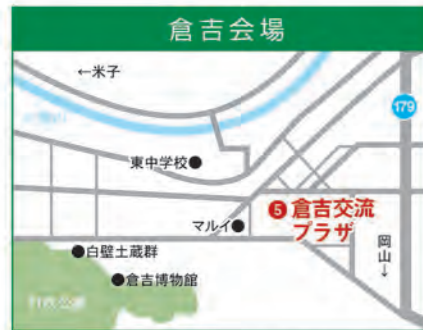 倉吉会場
←米子
179
東中学校●
❺倉吉交流
プラザ
マルイ●
岡山↓
●白壁土蔵群
●倉吉博物館